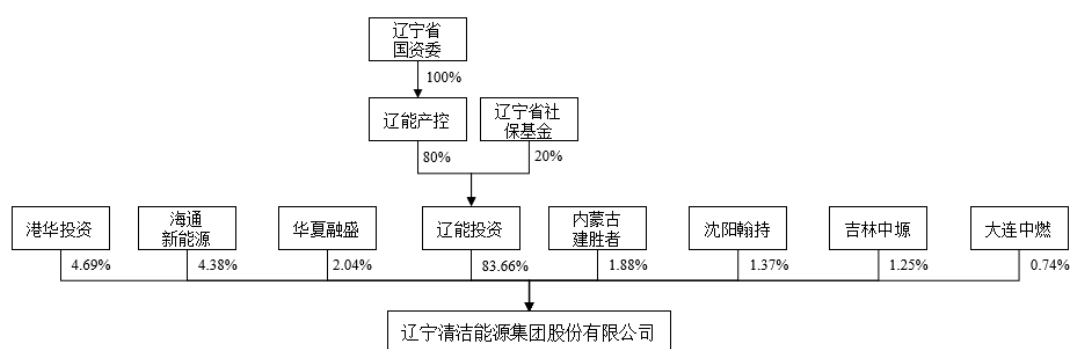 辽宁省
国资委
100%
辽能产控
辽宁省社
保基金
80%
20%
港华投资
海通
新能源
华夏融盛
辽能投资
内蒙古
建胜者
沈阳翰持
吉林中塬
大连中燃
4.69%
4.38%
2.04%
83.66%
1.88%
1.37%
1.25%
0.74%
辽宁清洁能源集团股份有限公司